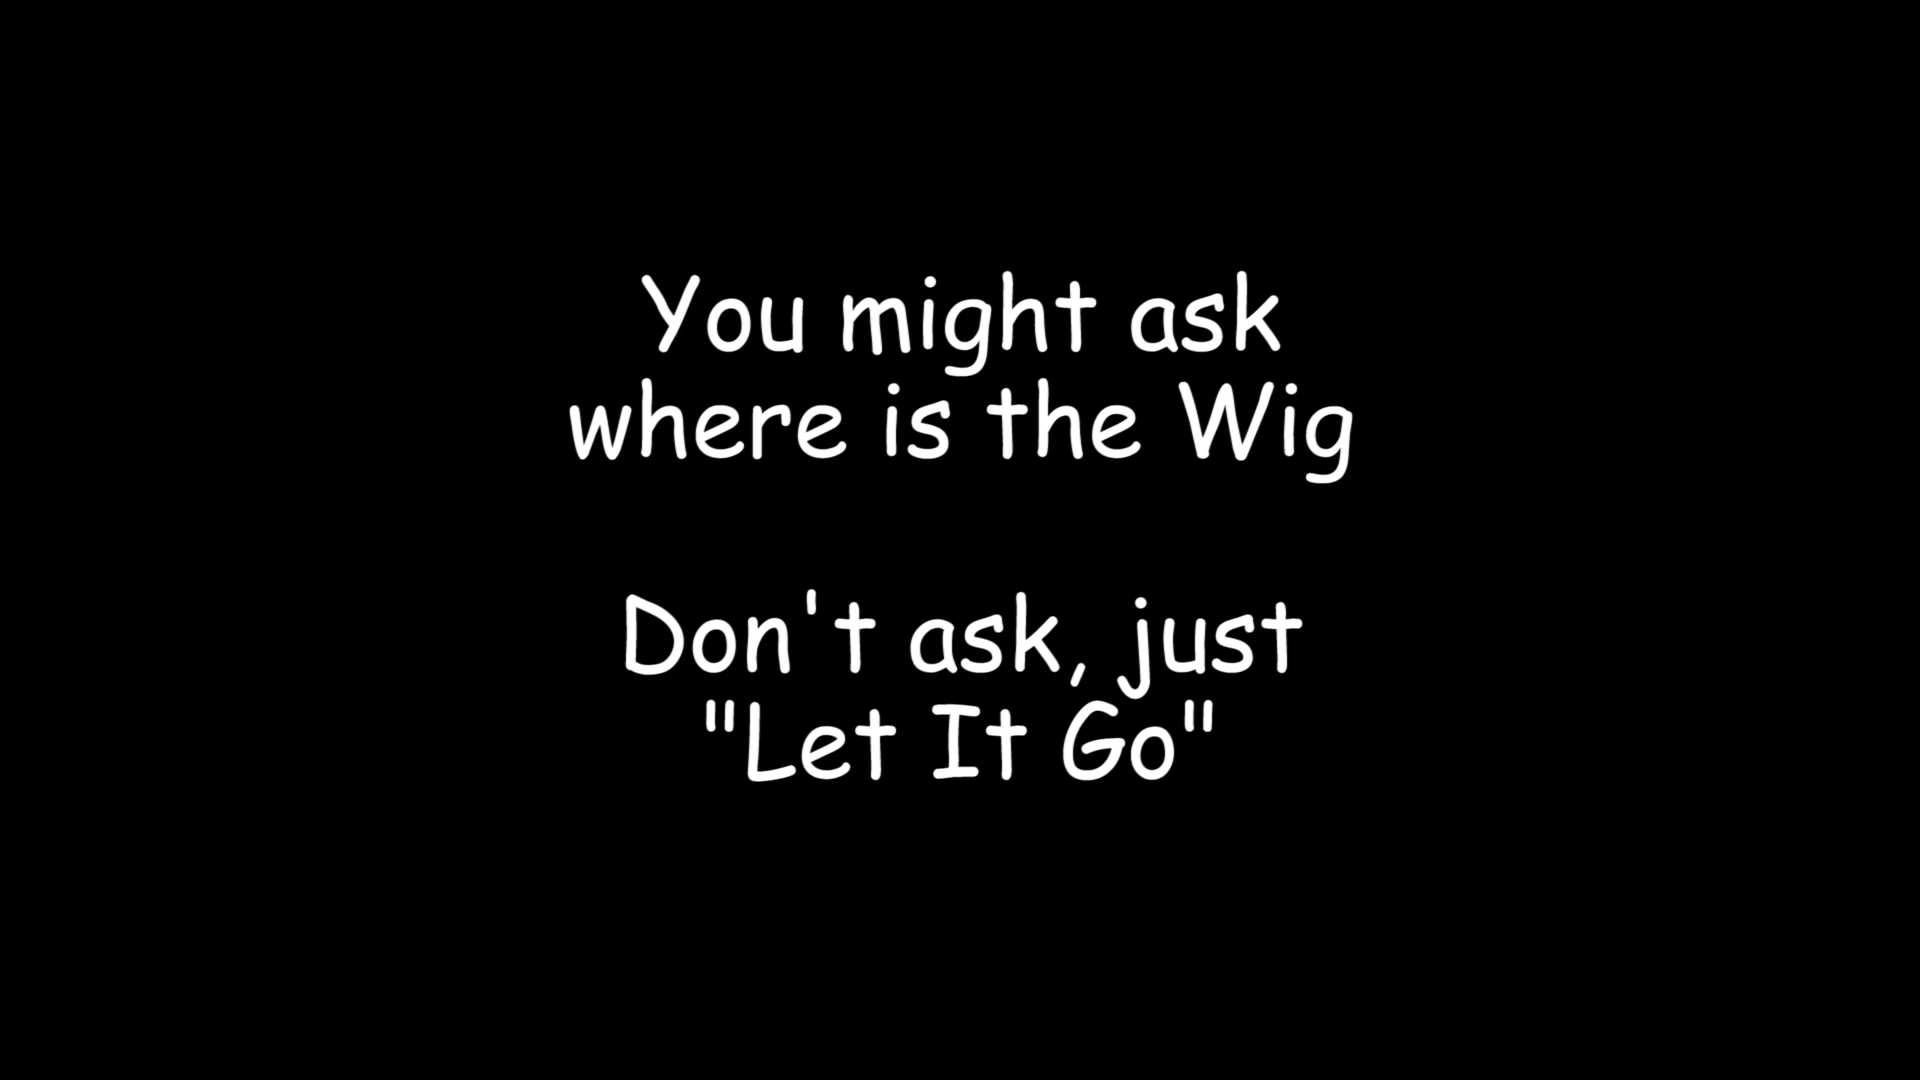 You might ask
where is the Wig
Don't ask, just
"Let It Go"